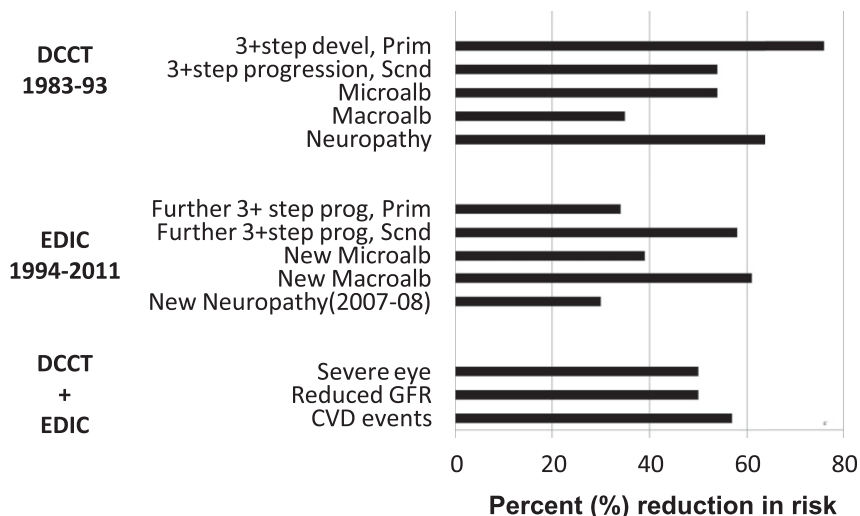 DCCT
1983-93
3+step devel, Prim
3+step progression, Scnd
Microalb
Macroalb
Neuropathy
EDIC
1994-2011
Further 3+ step prog, Prim
Further 3+step prog, Scnd
New Microalb
New Macroalb
New Neuropathy(2007-08)
DCCT
+
EDIC
Severe eye
Reduced GFR
CVD events
0 20 40 60 80
Percent (%) reduction in risk